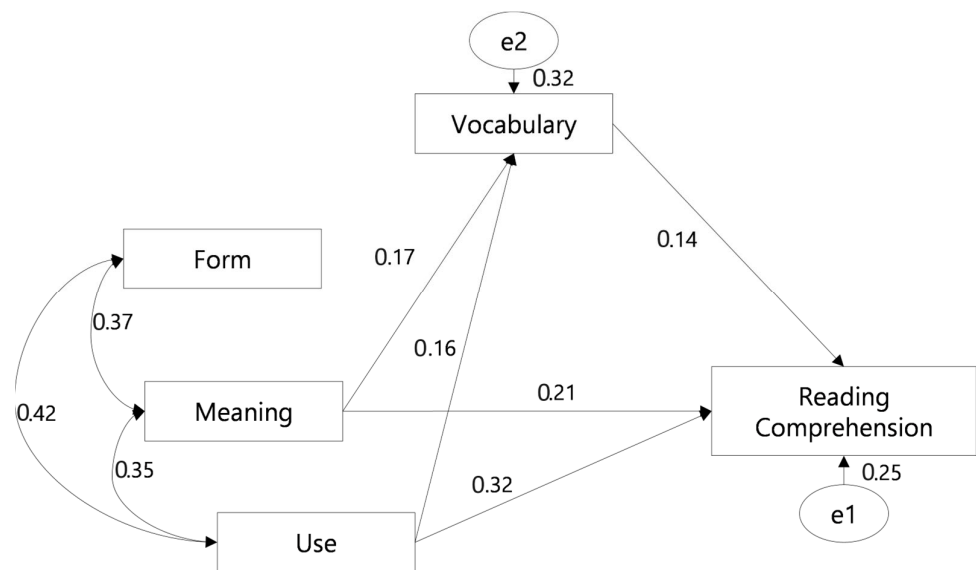 e2
0.32
Vocabulary
0.14
0.17
Form
0.37
0.16
0.42
Meaning
0.21
Reading
Comprehension
0.35
0.32
0.25
e1
Use